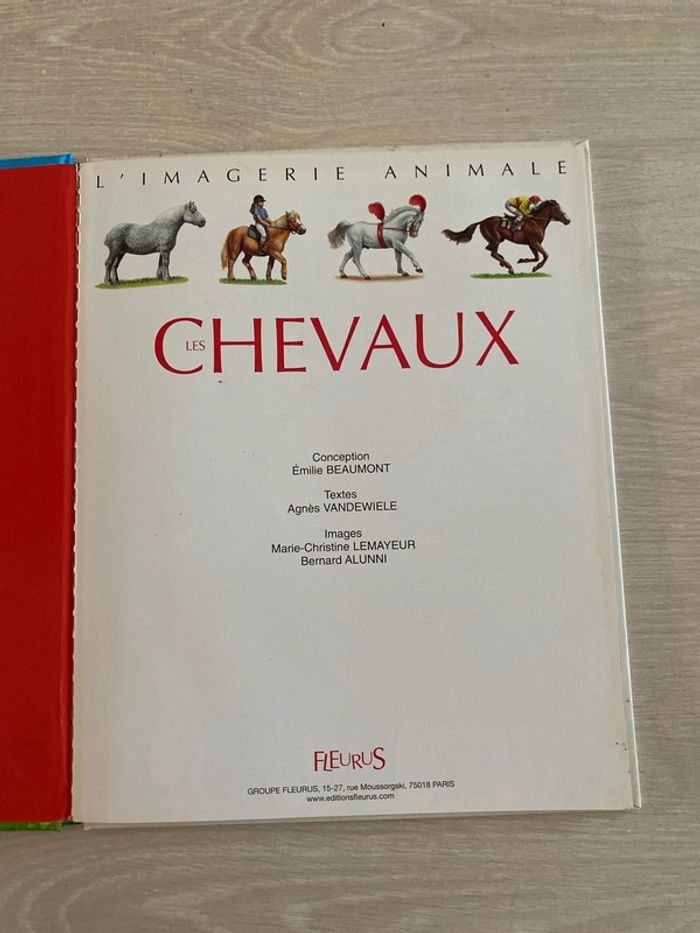 L'IMAGERIE ANIMALE
LES CHEVAUX
Conception
Émilie BEAUMONT
Textes
Agnès VANDEWIELE
Images
Marie-Christine LEMAYEUR
Bernard ALUNNI
FLEURUS
GROUPE FLEURUS, 15-27, rue Moussorgski, 75018 PARIS
www.editionsfleurus.com